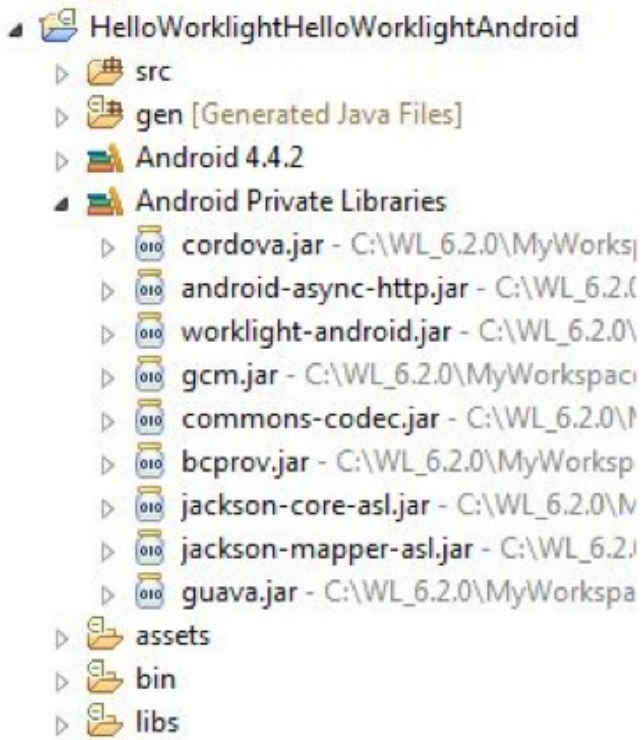 HelloWorklightHelloWorklightAndroid
src
gen [Generated Java Files]
Android 4.4.2
Android Private Libraries
cordova.jar - C:\WL_6.2.0\MyWorksp
android-async-http.jar - C:\WL_6.2.0
worklight-android.jar - C:\WL_6.2.0\
gcm.jar - C:\WL_6.2.0\MyWorkspac
commons-codec.jar - C:\WL_6.2.0\M
bcprov.jar - C:\WL_6.2.0\MyWorksp
jackson-core-asl.jar - C:\WL_6.2.0\M
jackson-mapper-asl.jar - C:\WL_6.2.
guava.jar - C:\WL_6.2.0\MyWorkspa
assets
bin
libs